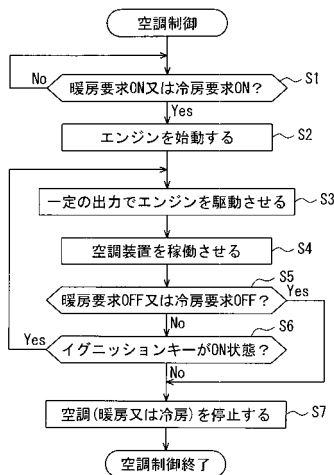 空調制御
No
暖房要求ON又は冷房要求ON?
S1
Yes
エンジンを始動する
S2
一定の出力でエンジンを駆動させる
S3
空調装置を稼働させる
S4
S5
暖房要求OFF又は冷房要求OFF?
Yes
No
S6
Yes
イグニッションキーがON状態?
No
空調(暖房又は冷房)を停止する
S7
空調制御終了